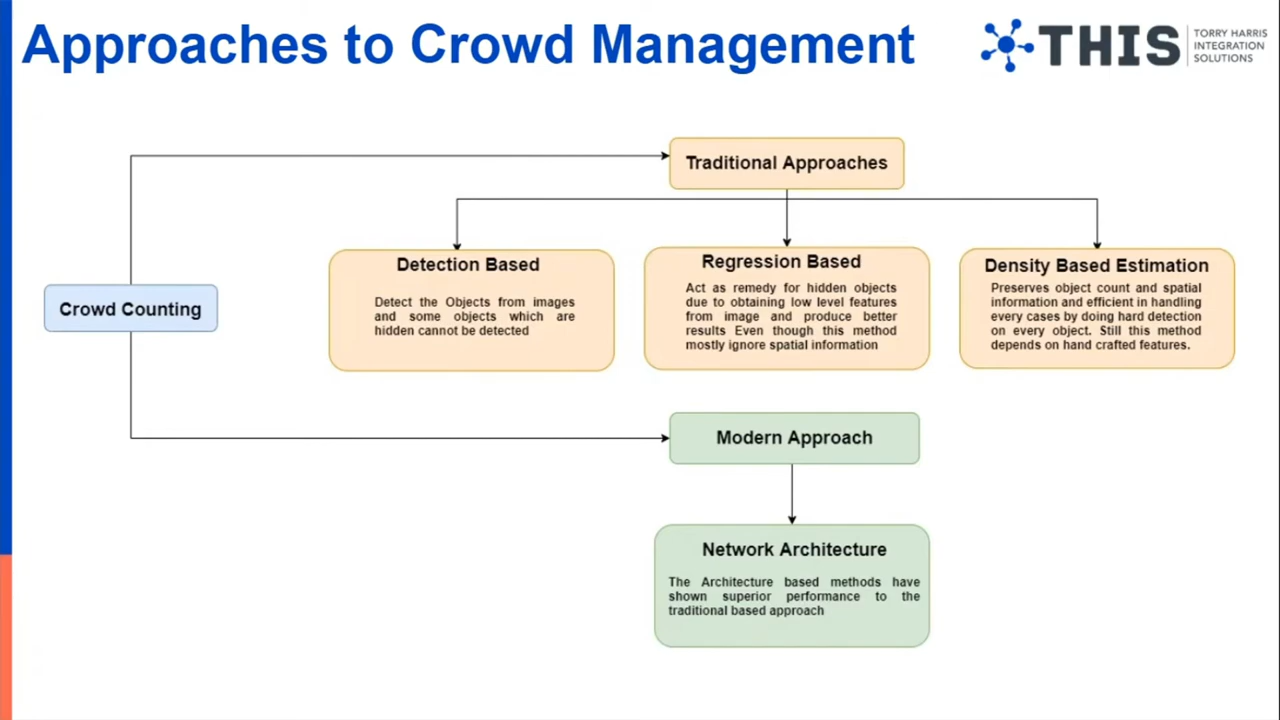 Approaches to Crowd Management
THIS
TORRY HARRIS
INTEGRATION
SOLUTIONS
Traditional Approaches
Crowd Counting
Detection Based
Detect the Objects from images
and some objects which are
hidden cannot be detected
Regression Based
Act as remedy for hidden objects
due to obtaining low level features
from image and produce better
results Even though this method
mostly ignore spatial information
Density Based Estimation
Preserves object count and spatial
information and efficient in handling
every cases by doing hard detection
on every object. Still this method
depends on hand crafted features.
Modern Approach
Network Architecture
The Architecture based methods have
shown superior performance to the
traditional based approach